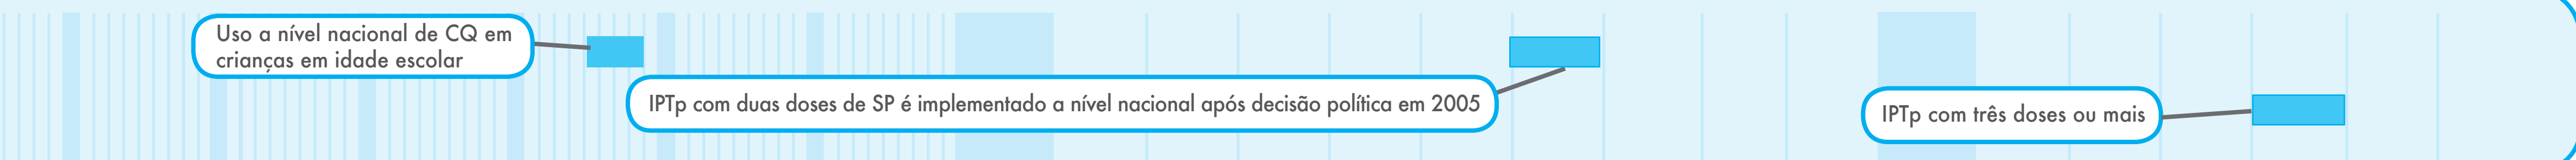 Uso a nível nacional de CQ em
crianças em idade escolar
IPTp com duas doses de SP é implementado a nível nacional após decisão política em 2005
IPTp com três doses ou mais